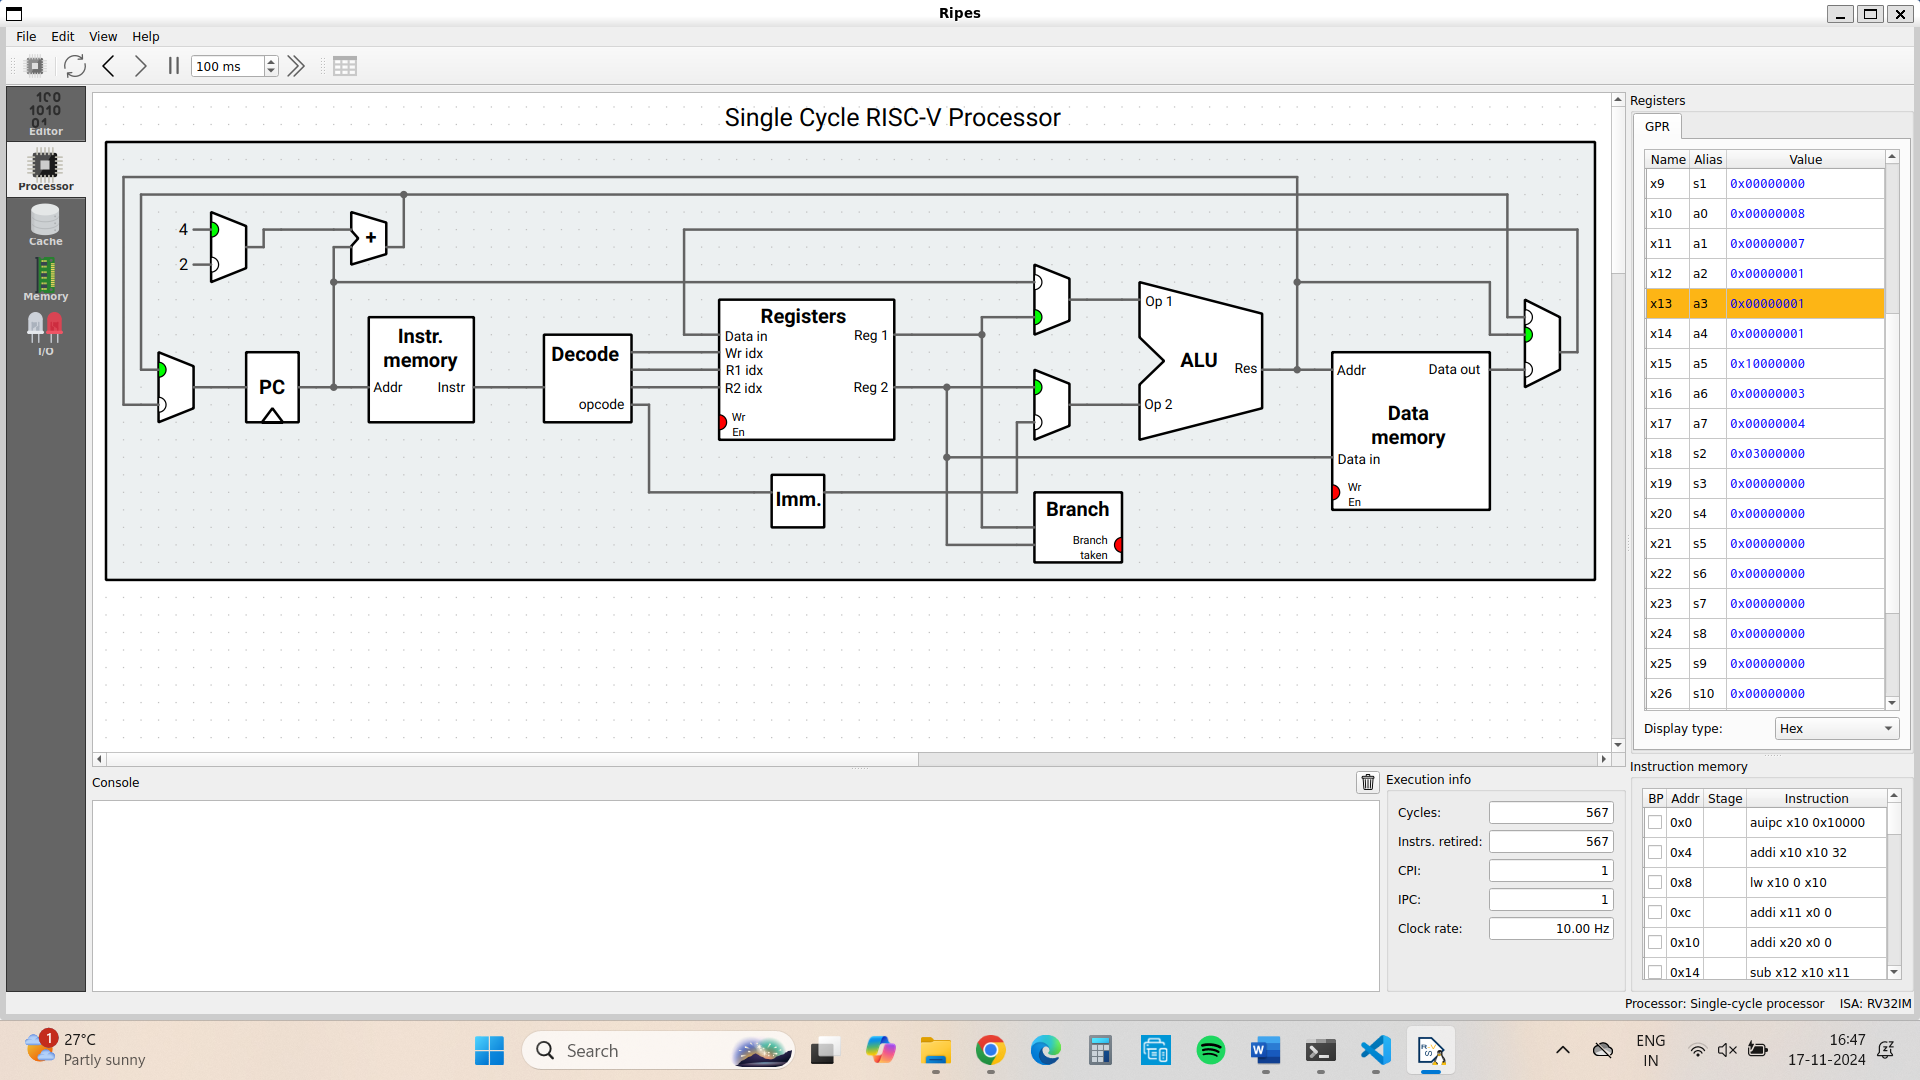 Ripes
File Edit View Help
100 ms
Editor
Processor
Cache
Memory
I/O
Single Cycle RISC-V Processor
4
2
+
PC
Instr. memory
Addr Instr
Decode
opcode
Registers
Data in
Wr idx
R1 idx
R2 idx
Wr En
Reg 1
Reg 2
Imm.
Op 1
Op 2
ALU
Res
Branch
Branch taken
Addr
Data out
Data memory
Data in
Wr En
Registers
GPR
Name Alias Value
x9 s1 0x00000000
x10 a0 0x00000008
x11 a1 0x00000007
x12 a2 0x00000001
x13 a3 0x00000001
x14 a4 0x00000001
x15 a5 0x10000000
x16 a6 0x00000003
x17 a7 0x00000004
x18 s2 0x03000000
x19 s3 0x00000000
x20 s4 0x00000000
x21 s5 0x00000000
x22 s6 0x00000000
x23 s7 0x00000000
x24 s8 0x00000000
x25 s9 0x00000000
x26 s10 0x00000000
Display type: Hex
Console
Execution info
Cycles: 567
Instrs. retired: 567
CPI: 1
IPC: 1
Clock rate: 10.00 Hz
Instruction memory
BP Addr Stage Instruction
0x0 auipc x10 0x10000
0x4 addi x10 x10 32
0x8 lw x10 0 x10
0xc addi x11 x0 0
0x10 addi x20 x0 0
0x14 sub x12 x10 x11
Processor: Single-cycle processor ISA: RV32IM
1
27°C
Partly sunny
Search
ENG
IN
16:47
17-11-2024